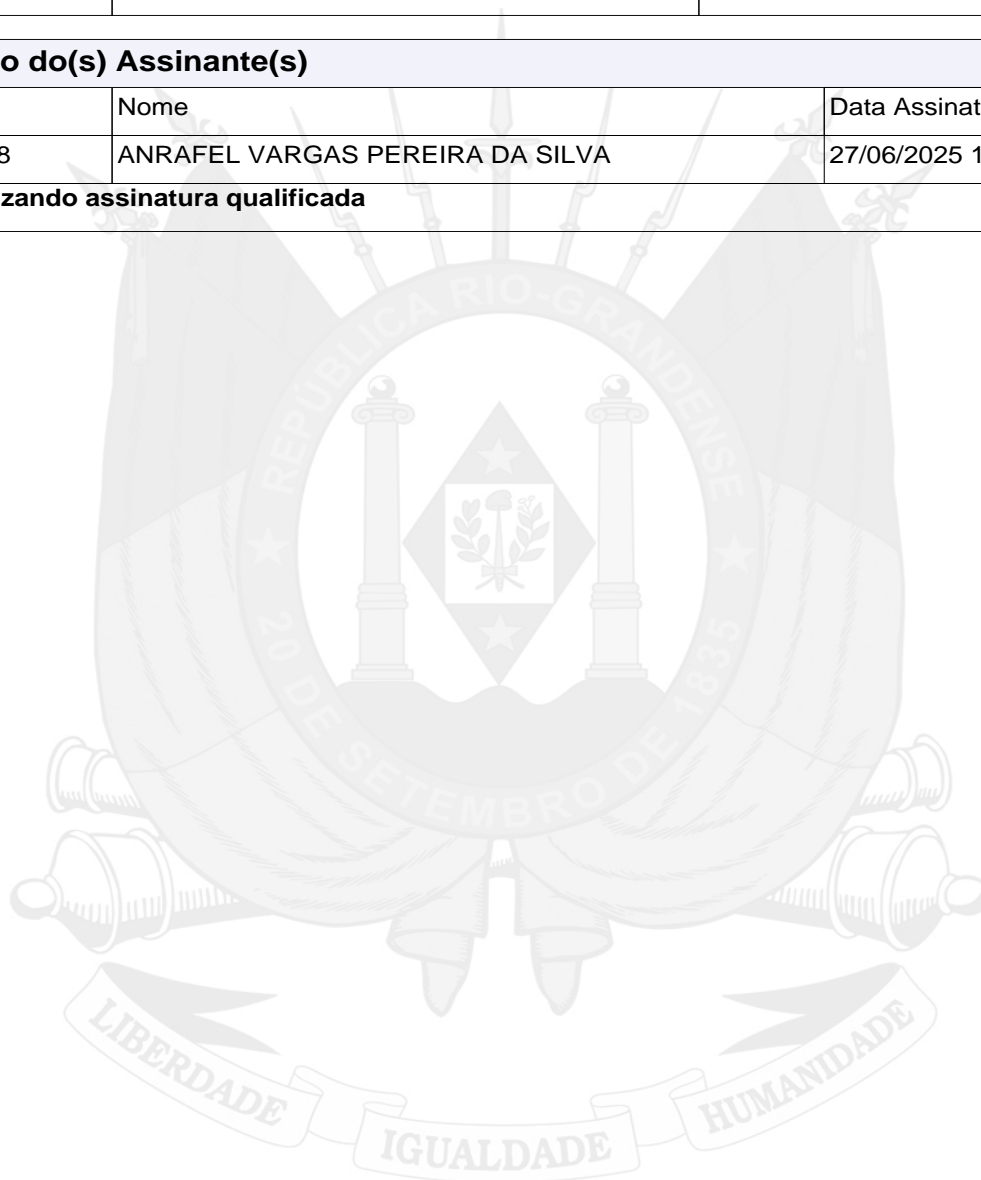 o do(s) Assinante(s)
Nome Data Assinat
8 ANRAFEL VARGAS PEREIRA DA SILVA 27/06/2025 1
zando assinatura qualificada
REPÚBLICA RIO-GRANDENSE
20 DE SETEMBRO DE 1835
LIBERDADE IGUALDADE HUMANIDADE